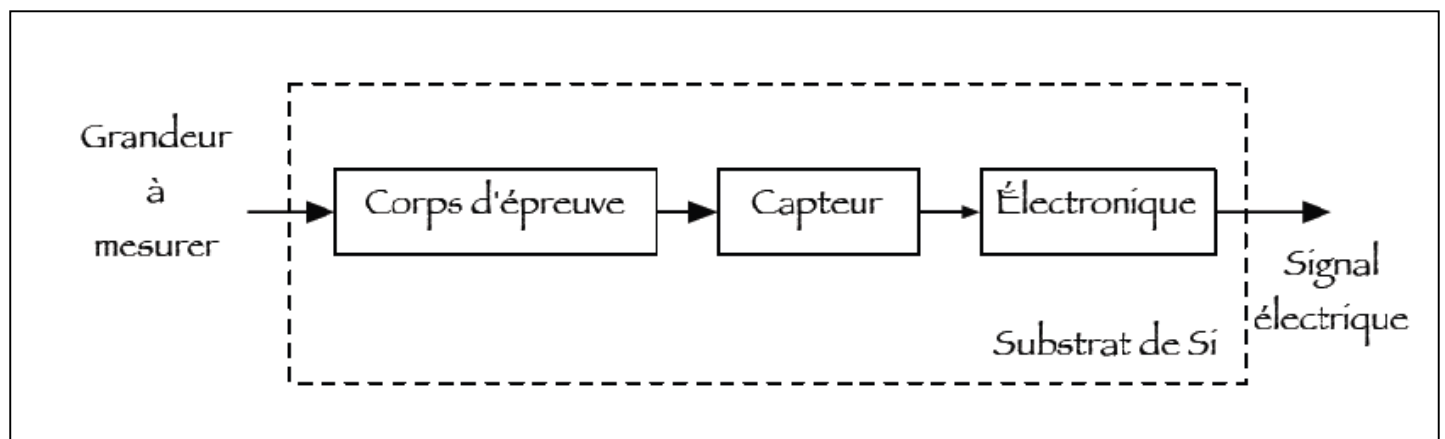 Grandeur
à
mesurer
Corps d'épreuve
Capteur
Électronique
Signal
électrique
Substrat de Si